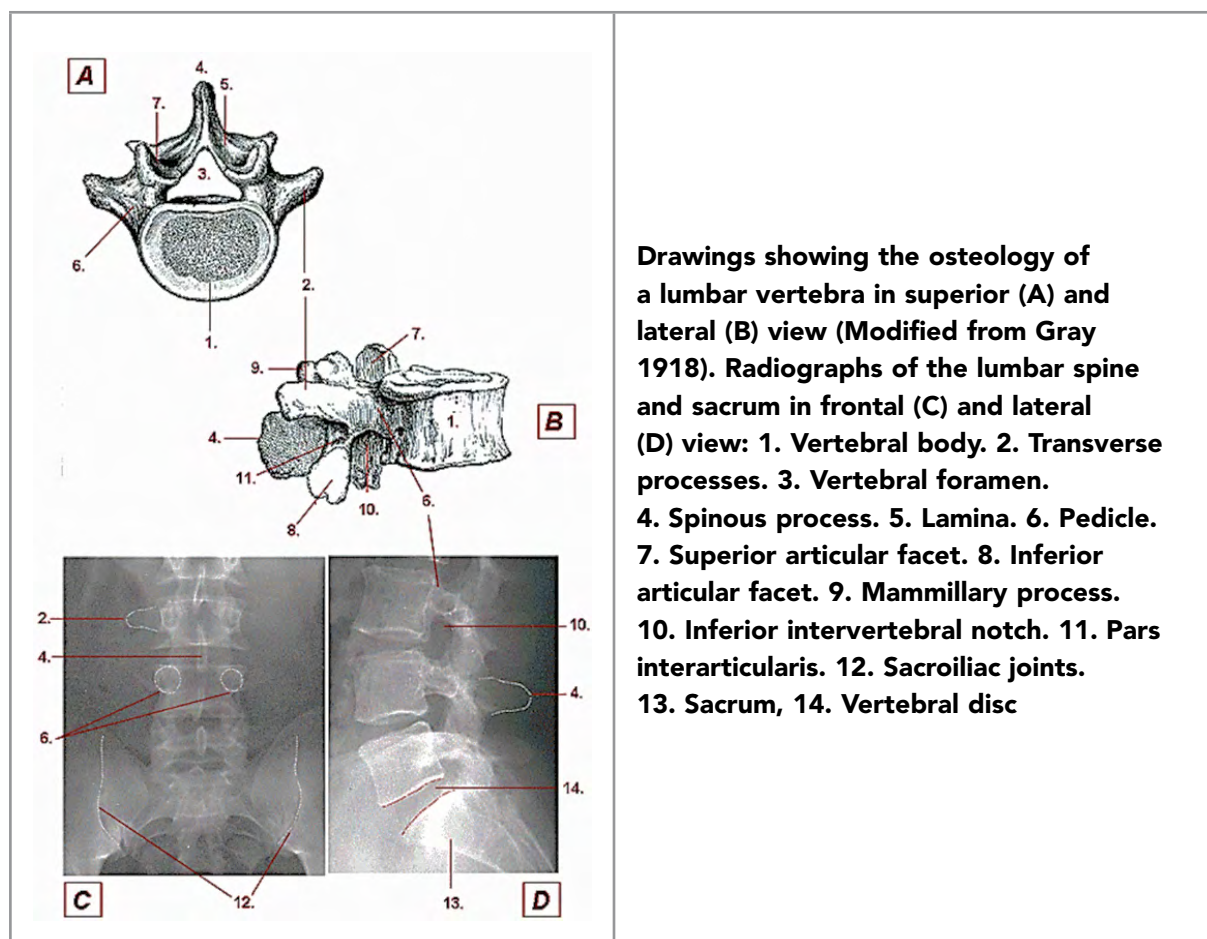 A
4.
5.
7.
3.
6.
2.
1.
7.
9.
B
1.
4.
11.
10.
6.
8.
2.
10.
4.
4.
6.
14.
12.
13.
C
D
Drawings showing the osteology of
a lumbar vertebra in superior (A) and
lateral (B) view (Modified from Gray
1918). Radiographs of the lumbar spine
and sacrum in frontal (C) and lateral
(D) view: 1. Vertebral body. 2. Transverse
processes. 3. Vertebral foramen.
4. Spinous process. 5. Lamina. 6. Pedicle.
7. Superior articular facet. 8. Inferior
articular facet. 9. Mammillary process.
10. Inferior intervertebral notch. 11. Pars
interarticularis. 12. Sacroiliac joints.
13. Sacrum, 14. Vertebral disc